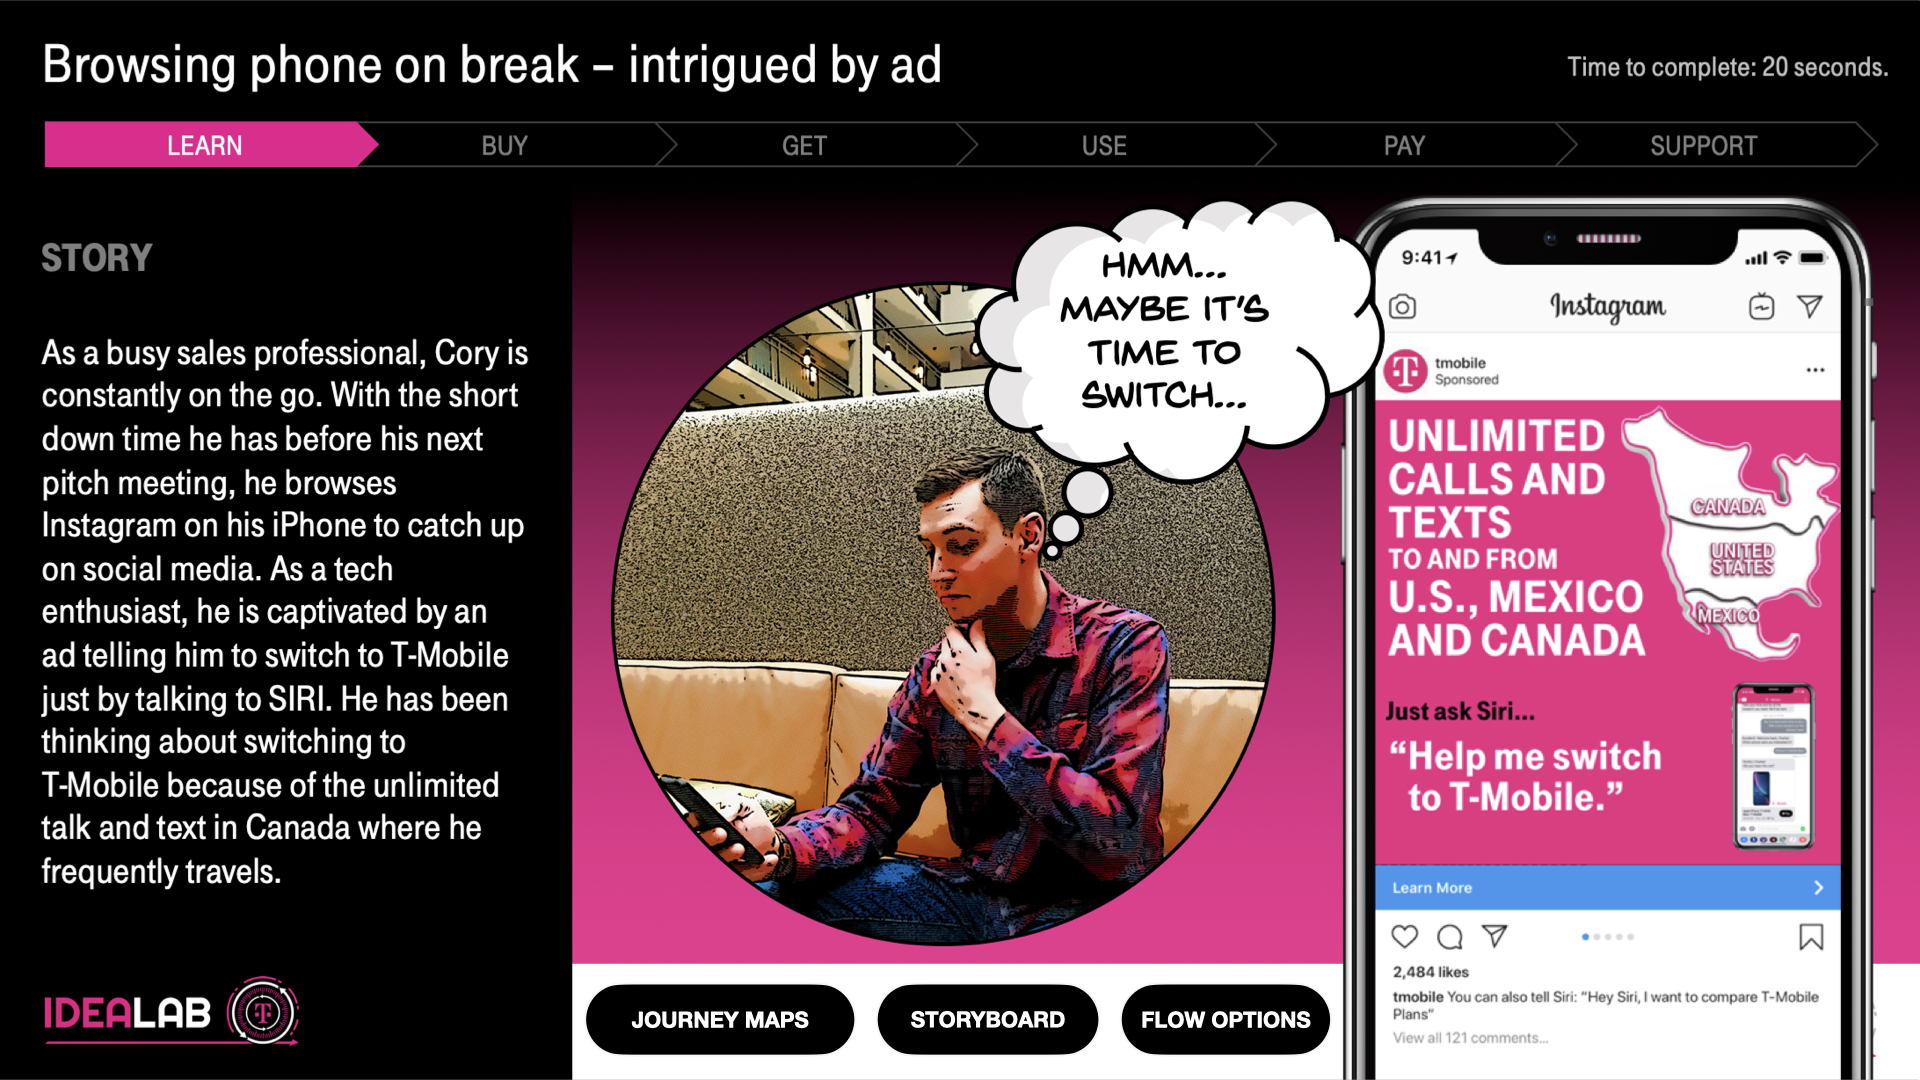 Browsing phone on break – intrigued by ad
Time to complete: 20 seconds.
LEARN
BUY
GET
USE
PAY
SUPPORT
STORY
As a busy sales professional, Cory is
constantly on the go. With the short
down time he has before his next
pitch meeting, he browses
Instagram on his iPhone to catch up
on social media. As a tech
enthusiast, he is captivated by an
ad telling him to switch to T-Mobile
just by talking to SIRI. He has been
thinking about switching to
T-Mobile because of the unlimited
talk and text in Canada where he
frequently travels.
IDEALAB
T
HMM...
MAYBE IT'S
TIME TO
SWITCH...
9:41
Instagram
T
tmobile
Sponsored
UNLIMITED
CALLS AND
TEXTS
TO AND FROM
U.S., MEXICO
AND CANADA
CANADA
UNITED
STATES
MEXICO
Just ask Siri...
“Help me switch
to T-Mobile.”
Learn More
2,484 likes
tmobile You can also tell Siri: “Hey Siri, I want to compare T-Mobile
Plans”
View all 121 comments...
JOURNEY MAPS
STORYBOARD
FLOW OPTIONS